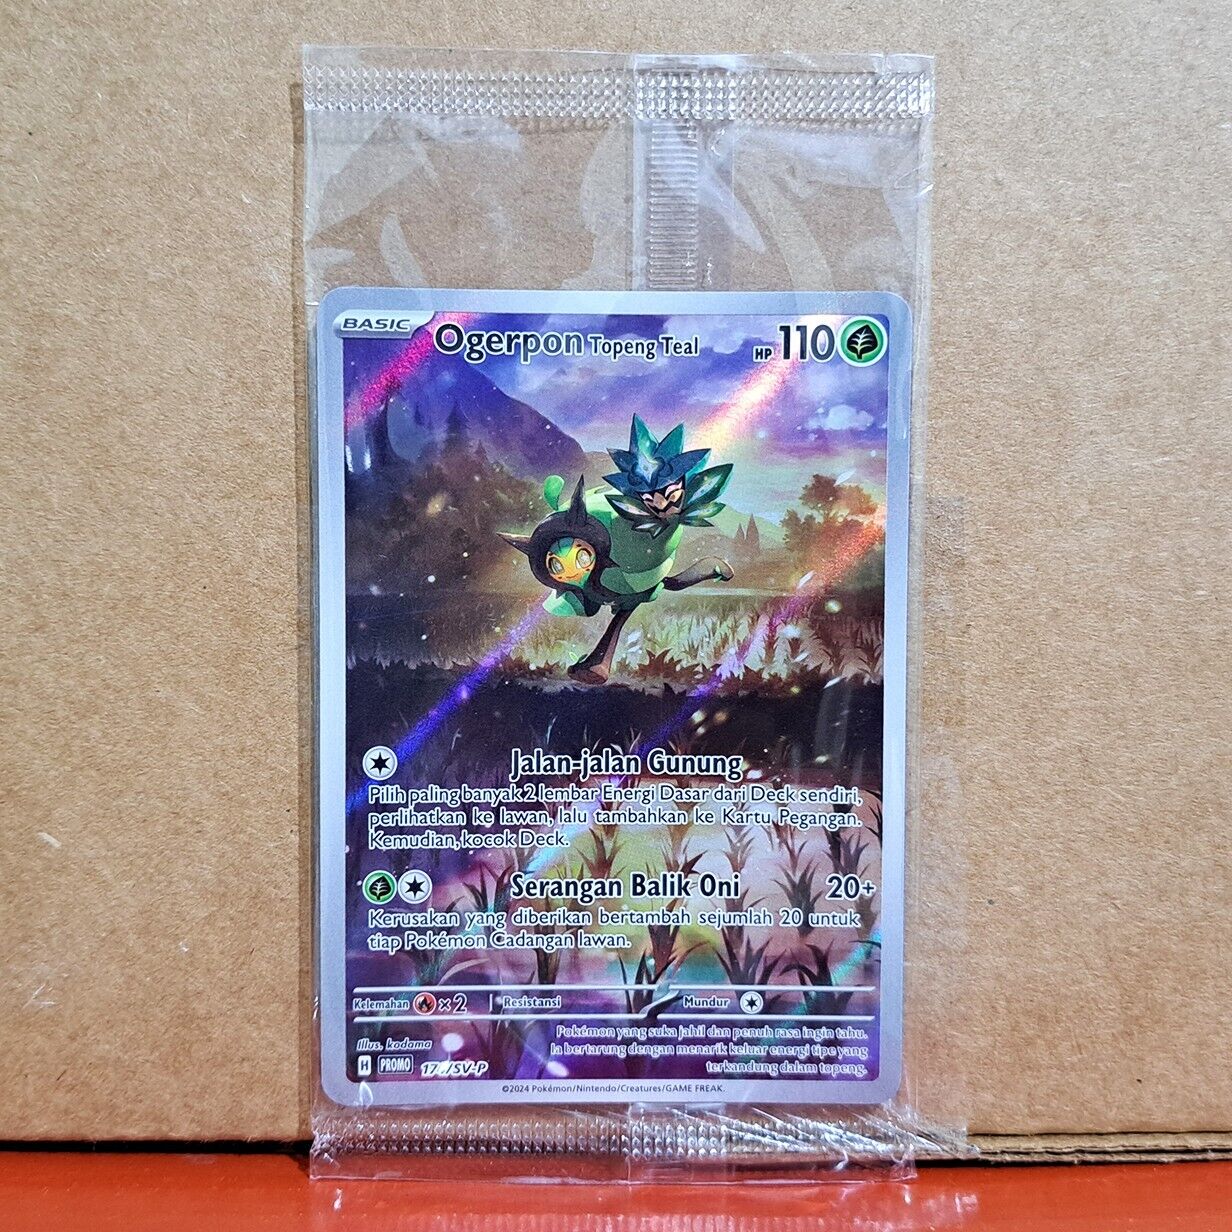 BASIC Ogerpon Topeng Teal HP 110
Jalan-jalan Gunung
Pilih paling banyak 2 lembar Energi Dasar dari Deck sendiri,
perlihatkan ke lawan, lalu tambahkan ke Kartu Pegangan.
Kemudian, kocok Deck.
Serangan Balik Oni 20+
Kerusakan yang diberikan bertambah sejumlah 20 untuk
tiap Pokémon Cadangan lawan.
Kelemahan ×2 Resistansi Mundur
Pokémon yang suka jahil dan penuh rasa ingin tahu.
Ia bertarung dengan menarik keluar energi tipe yang
terkandung dalam topeng.
Illus. kodama
H PROMO /SV-P
©2024 Pokémon/Nintendo/Creatures/GAME FREAK.